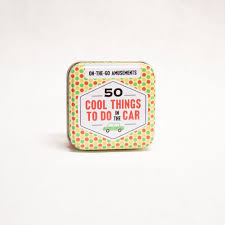 ON-THE-GO AMUSEMENTS
50
COOL THINGS
TO DO IN THE CAR